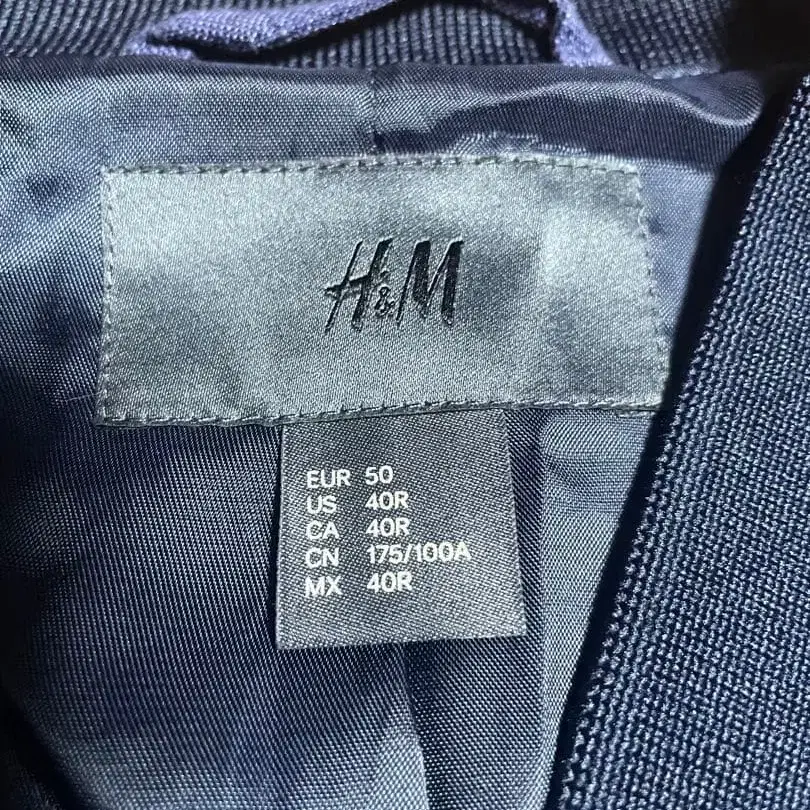 H&M
EUR 50
US 40R
CA 40R
CN 175/100A
MX 40R